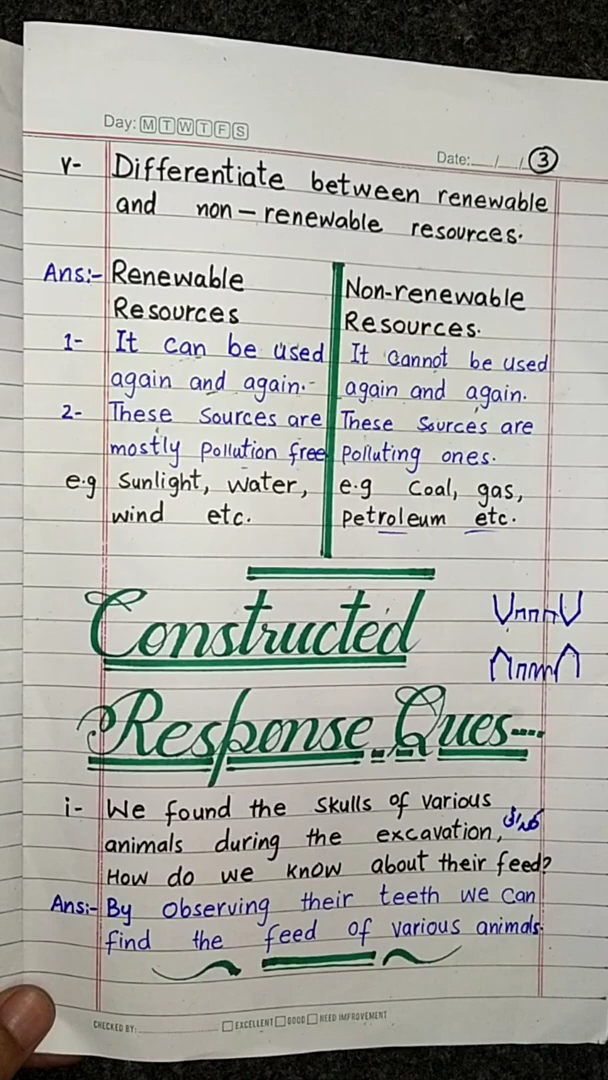 Day: M T W T F S
Date:__/__/__ 3
v- Differentiate between renewable
and non-renewable resources.
Ans:- Renewable
Resources
1- It can be used
again and again.-
2- These Sources are
mostly Pollution free
e.g Sunlight, water,
wind etc.
Non-renewable
Resources.
It Cannot be used
again and again.
These Sources are
Polluting ones.
e.g Coal, gas,
Petroleum etc.
Constructed
Response Ques....
i- We found the skulls of various
animals during the excavation,
How do we know about their feed?
Ans:- By Observing their teeth we can
find the feed of various animals.
CHECKED BY:
EXCELLENT GOOD NEED IMPROVEMENT